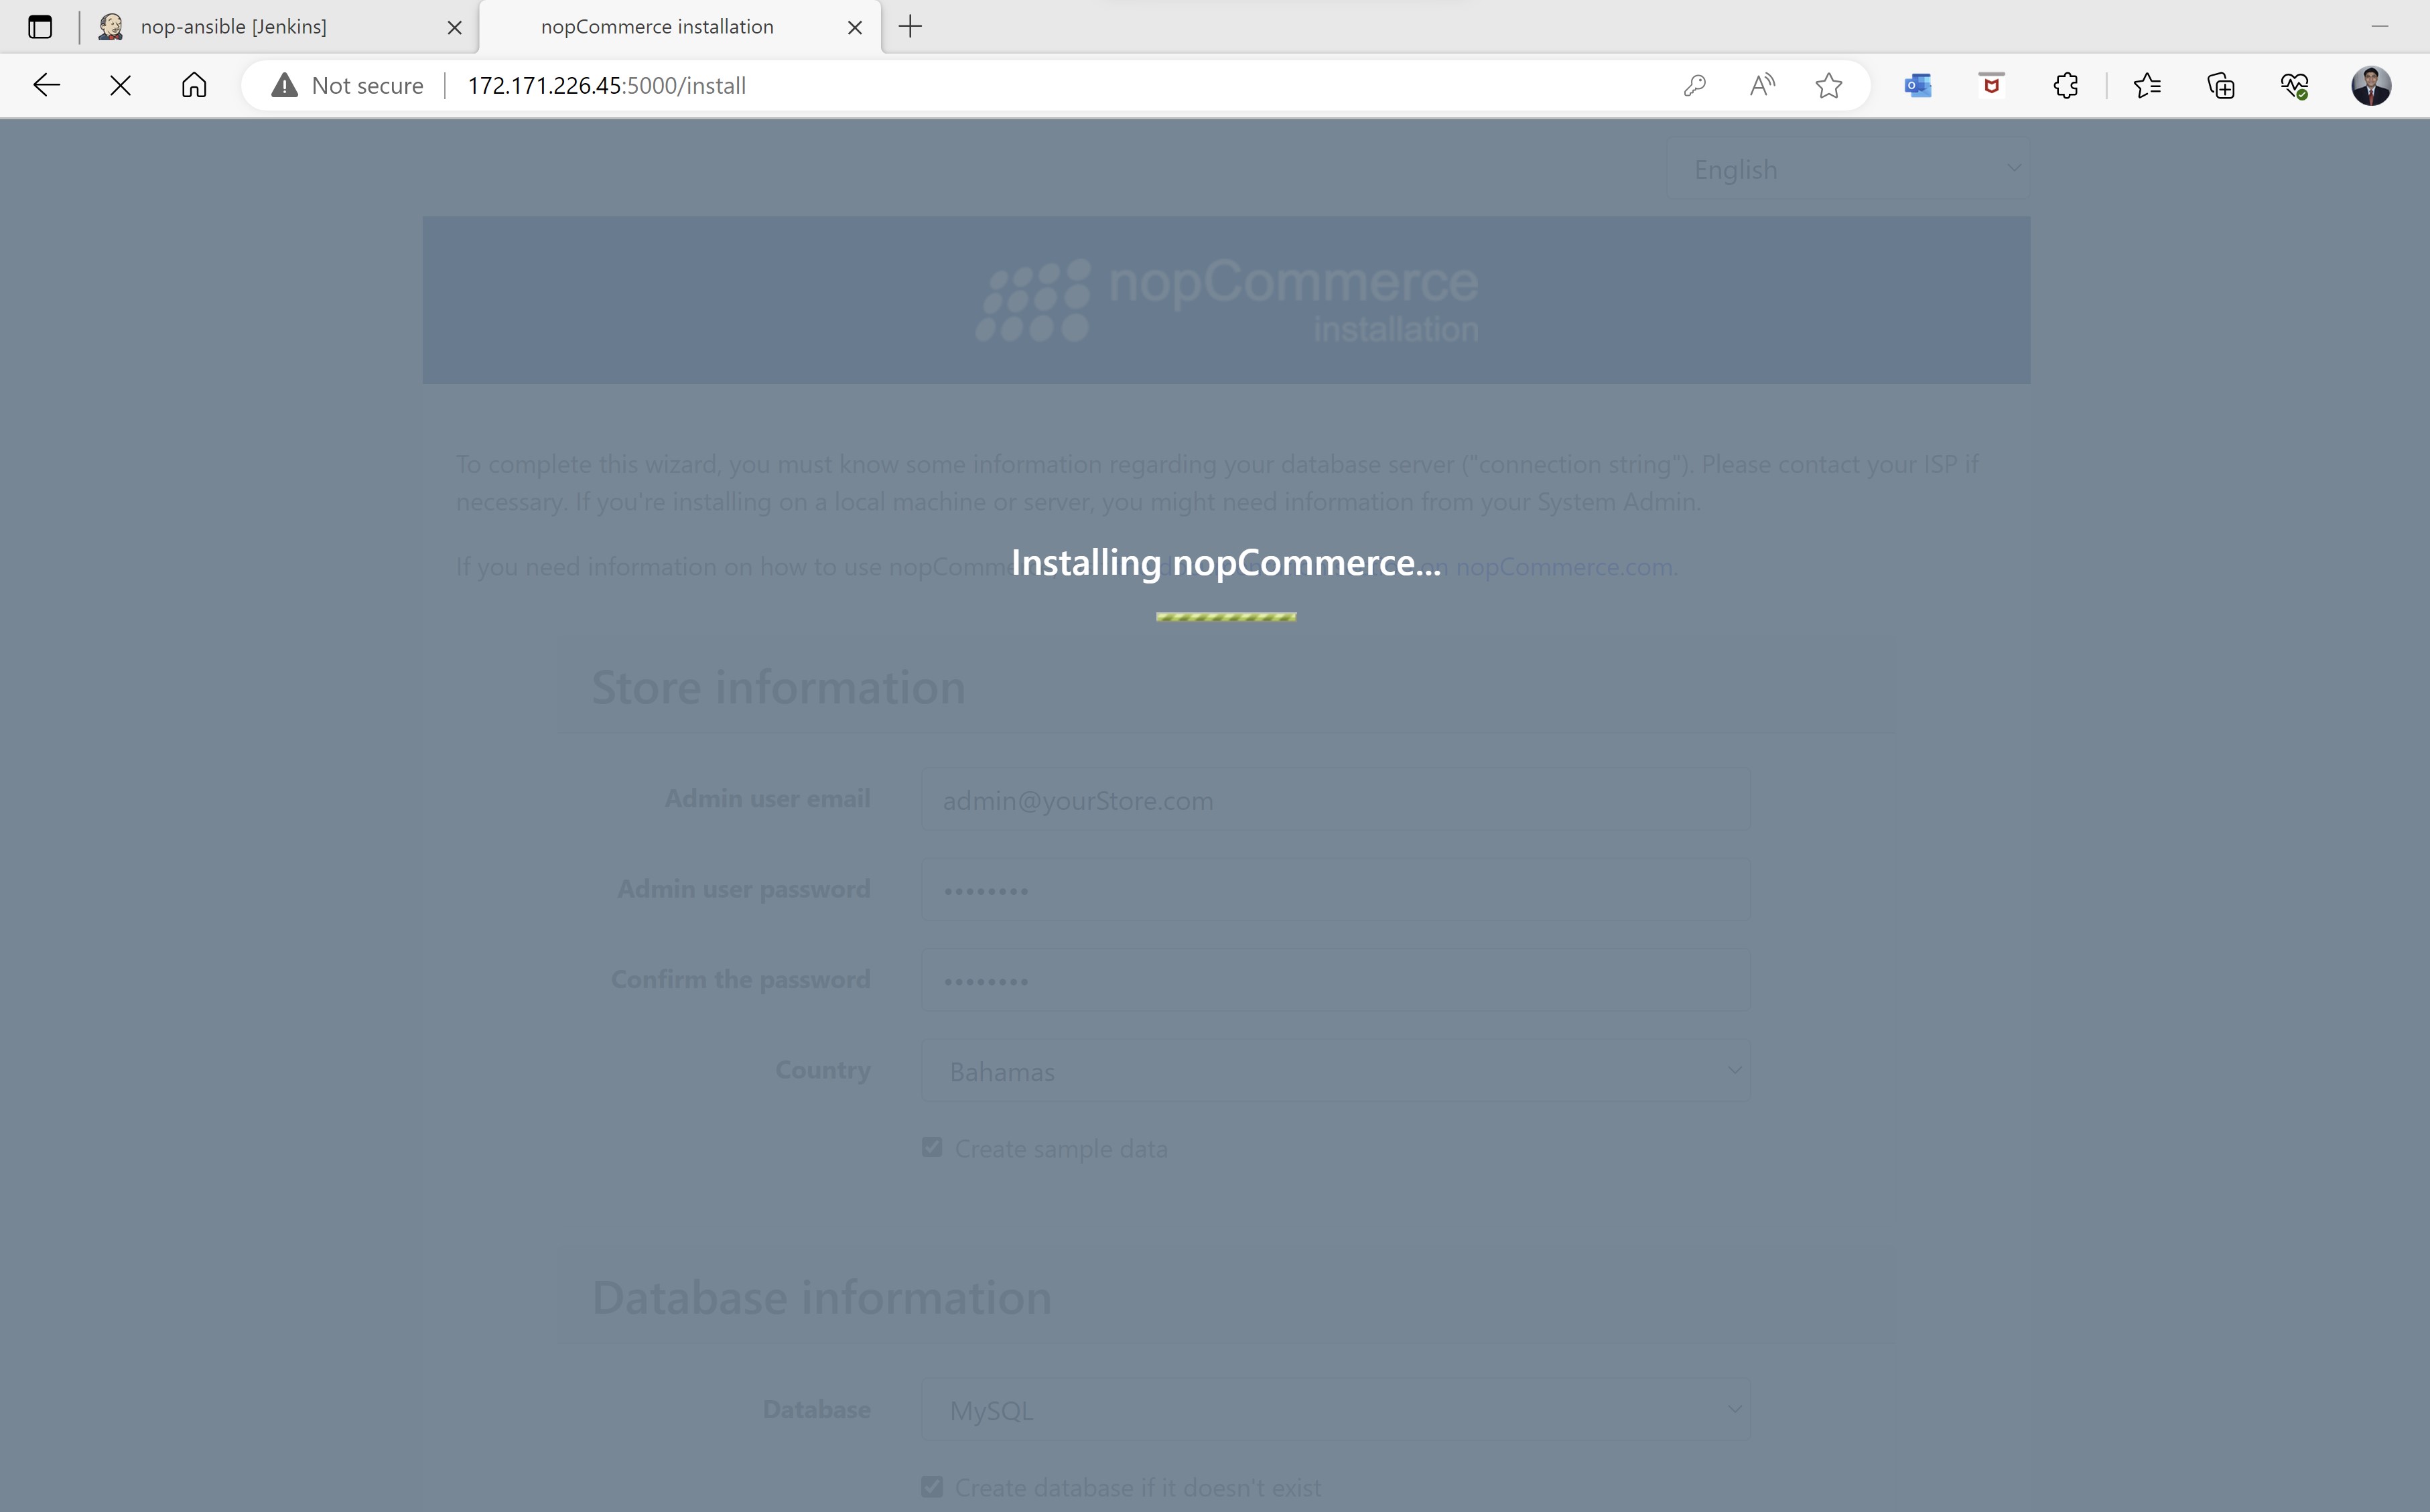 nop-ansible [Jenkins]
nopCommerce installation
Not secure
172.171.226.45:5000/install
English
nopCommerce
installation
To complete this wizard, you must know some information regarding your database server ("connection string"). Please contact your ISP if
necessary. If you're installing on a local machine or server, you might need information from your System Admin.
Installing nopCommerce...
If you need information on how to use nopComme on nopCommerce.com.
Store information
Admin user email
admin@yourStore.com
Admin user password
••••••••
Confirm the password
••••••••
Country
Bahamas
Create sample data
Database information
Database
MySQL
Create database if it doesn't exist